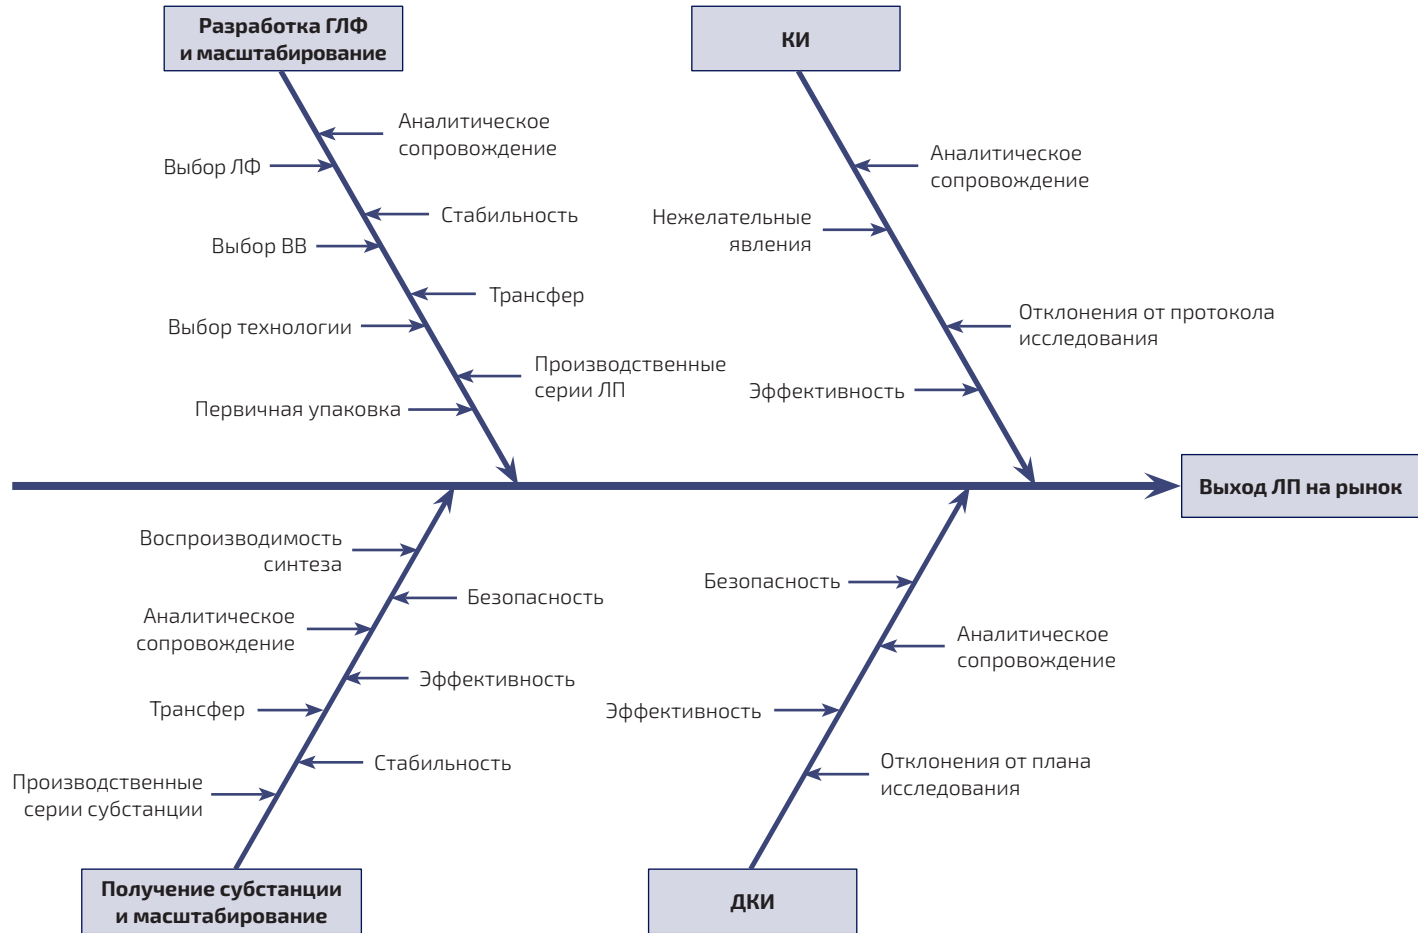 Разработка ГЛФ
и масштабирование
КИ
Аналитическое
сопровождение
Выбор ЛФ
Стабильность
Выбор ВВ
Трансфер
Выбор технологии
Производственные
серии ЛП
Первичная упаковка
Аналитическое
сопровождение
Нежелательные
явления
Отклонения от протокола
исследования
Эффективность
Выход ЛП на рынок
Воспроизводимость
синтеза
Безопасность
Аналитическое
сопровождение
Эффективность
Трансфер
Стабильность
Производственные
серии субстанции
Безопасность
Аналитическое
сопровождение
Эффективность
Отклонения от плана
исследования
Получение субстанции
и масштабирование
ДКИ